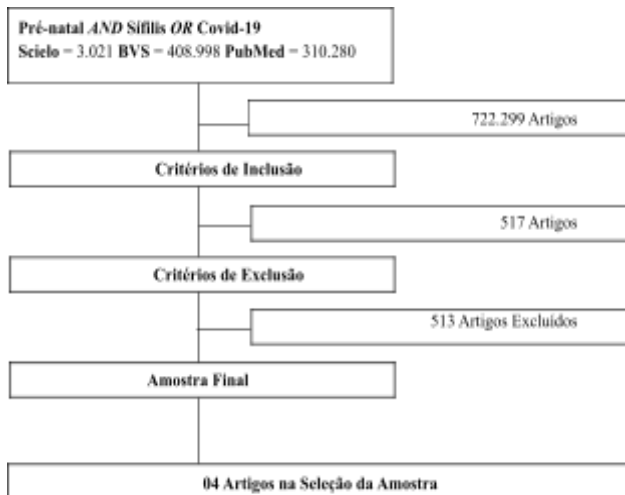 Pré-natal AND Sífilis OR Covid-19
Scielo = 3.021 BVS = 408.998 PubMed = 310.280
722.299 Artigos
Critérios de Inclusão
517 Artigos
Critérios de Exclusão
513 Artigos Excluídos
Amostra Final
04 Artigos na Seleção da Amostra